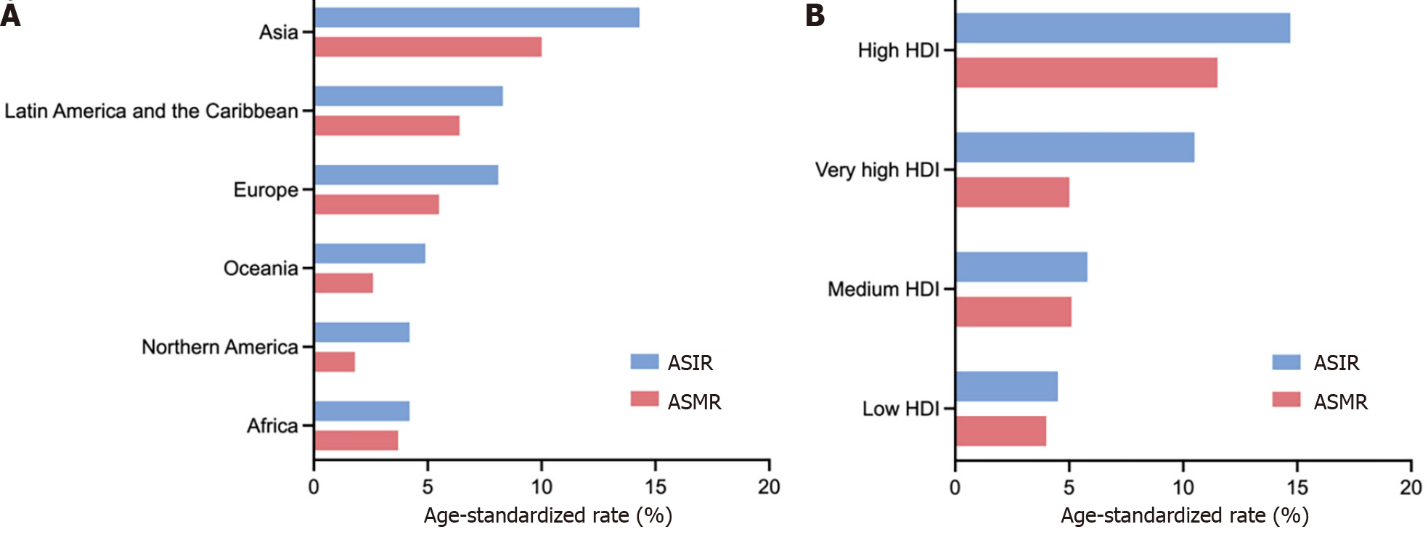 A
Asia
Latin America and the Caribbean
Europe
Oceania
Northern America
Africa
ASIR
ASMR
0 5 10 15 20
Age-standardized rate (%)
B
High HDI
Very high HDI
Medium HDI
Low HDI
ASIR
ASMR
0 5 10 15 20
Age-standardized rate (%)